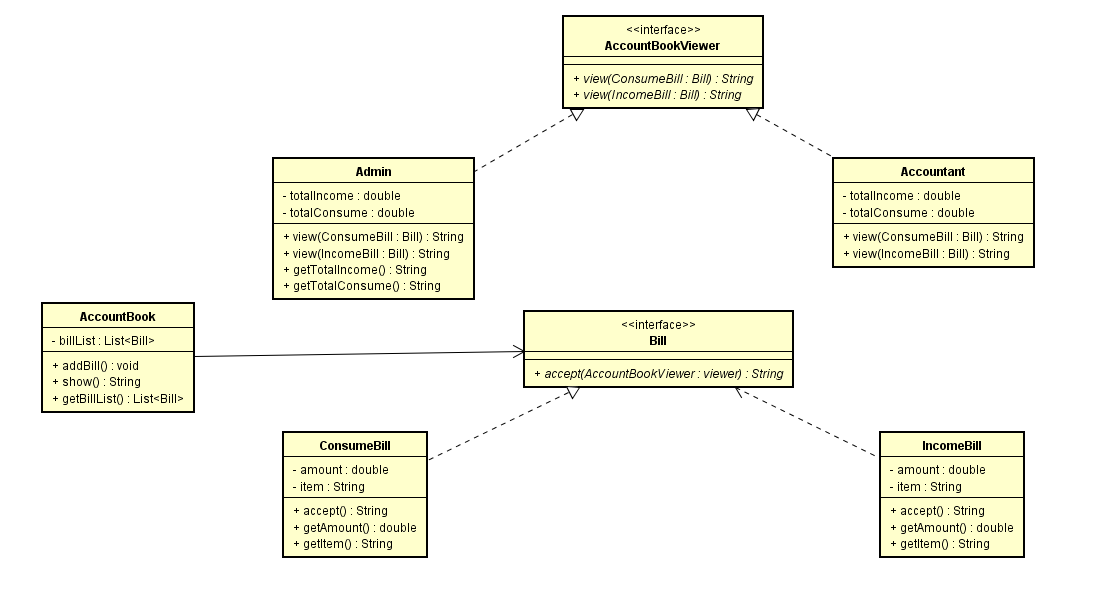 <<interface>>
AccountBookViewer
+ view(ConsumeBill : Bill) : String
+ view(IncomeBill : Bill) : String
Admin
- totalIncome : double
- totalConsume : double
+ view(ConsumeBill : Bill) : String
+ view(IncomeBill : Bill) : String
+ getTotalIncome() : String
+ getTotalConsume() : String
Accountant
- totalIncome : double
- totalConsume : double
+ view(ConsumeBill : Bill) : String
+ view(IncomeBill : Bill) : String
AccountBook
- billList : List<Bill>
+ addBill() : void
+ show() : String
+ getBillList() : List<Bill>
<<interface>>
Bill
+ accept(AccountBookViewer : viewer) : String
ConsumeBill
- amount : double
- item : String
+ accept() : String
+ getAmount() : double
+ getItem() : String
IncomeBill
- amount : double
- item : String
+ accept() : String
+ getAmount() : double
+ getItem() : String